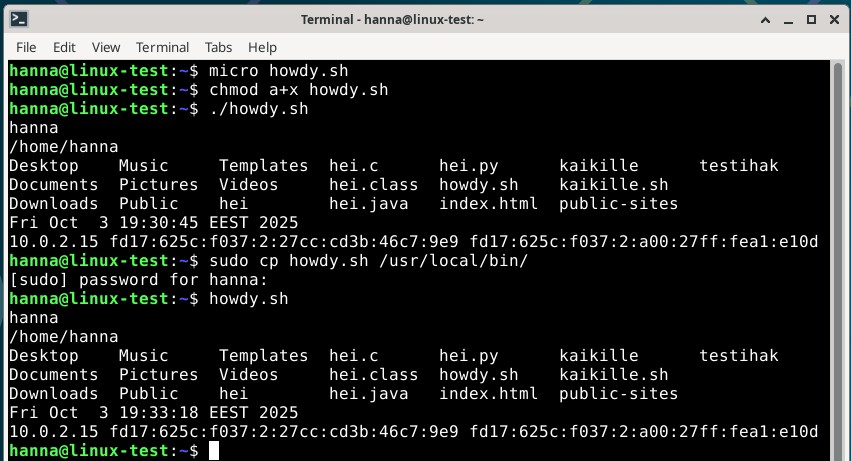 Terminal - hanna@linux-test: ~
File Edit View Terminal Tabs Help
hanna@linux-test:~$ micro howdy.sh
hanna@linux-test:~$ chmod a+x howdy.sh
hanna@linux-test:~$ ./howdy.sh
hanna
/home/hanna
Desktop    Music     Templates  hei.c      hei.py      kaikille      testihak
Documents  Pictures  Videos     hei.class  howdy.sh    kaikille.sh
Downloads  Public    hei        hei.java   index.html  public-sites
Fri Oct  3 19:30:45 EEST 2025
10.0.2.15 fd17:625c:f037:2:27cc:cd3b:46c7:9e9 fd17:625c:f037:2:a00:27ff:fea1:e10d
hanna@linux-test:~$ sudo cp howdy.sh /usr/local/bin/
[sudo] password for hanna:
hanna@linux-test:~$ howdy.sh
hanna
/home/hanna
Desktop    Music     Templates  hei.c      hei.py      kaikille      testihak
Documents  Pictures  Videos     hei.class  howdy.sh    kaikille.sh
Downloads  Public    hei        hei.java   index.html  public-sites
Fri Oct  3 19:33:18 EEST 2025
10.0.2.15 fd17:625c:f037:2:27cc:cd3b:46c7:9e9 fd17:625c:f037:2:a00:27ff:fea1:e10d
hanna@linux-test:~$